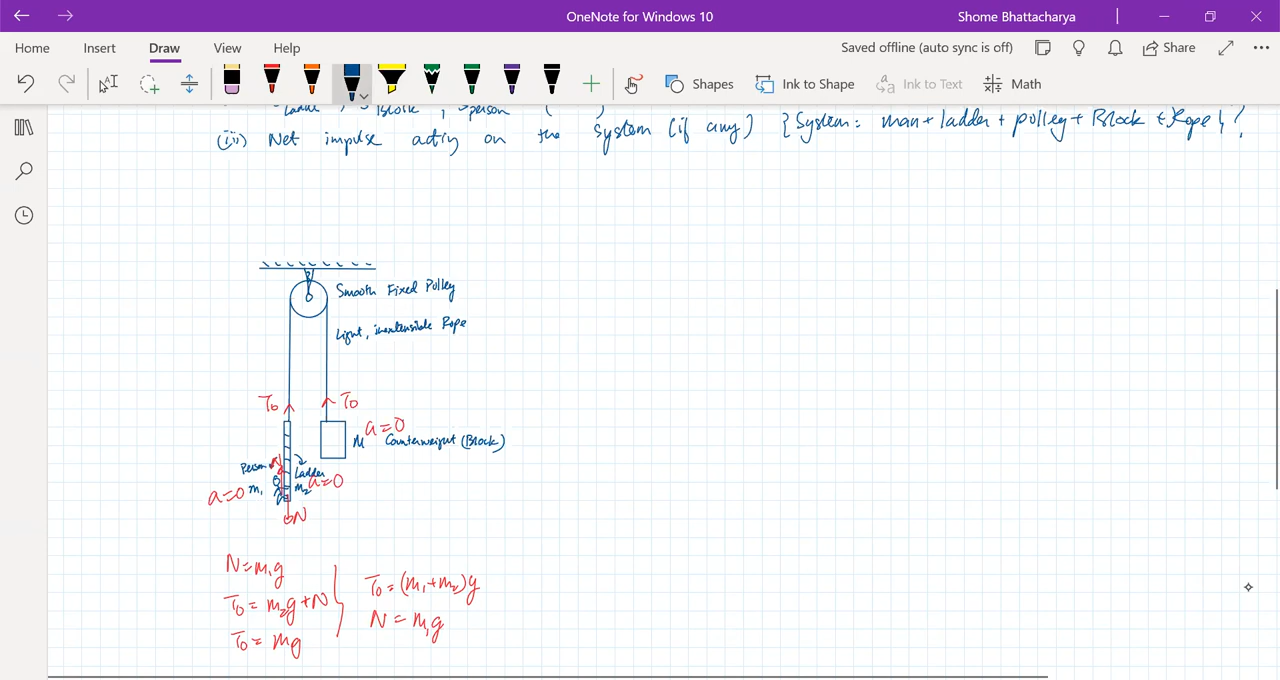 OneNote for Windows 10
Shome Bhattacharya
Home Insert Draw View Help
Saved offline (auto sync is off)
Share
Shapes
Ink to Shape
Ink to Text
Math
Block, person
(iii) Net impulse acting on the system (if any) {System: man + ladder + pulley + Block + Rope} ?
Smooth Fixed Pulley
Light, inextensible Rope
T₀ T₀
a=0
M Counterweight (Block)
Person
Ladder
a=0 m₁ m₂ a=0
N
N = m₁g
T₀ = (m₁+m₂)g
T₀ = m₂g + N
N = m₁g
T₀ = Mg